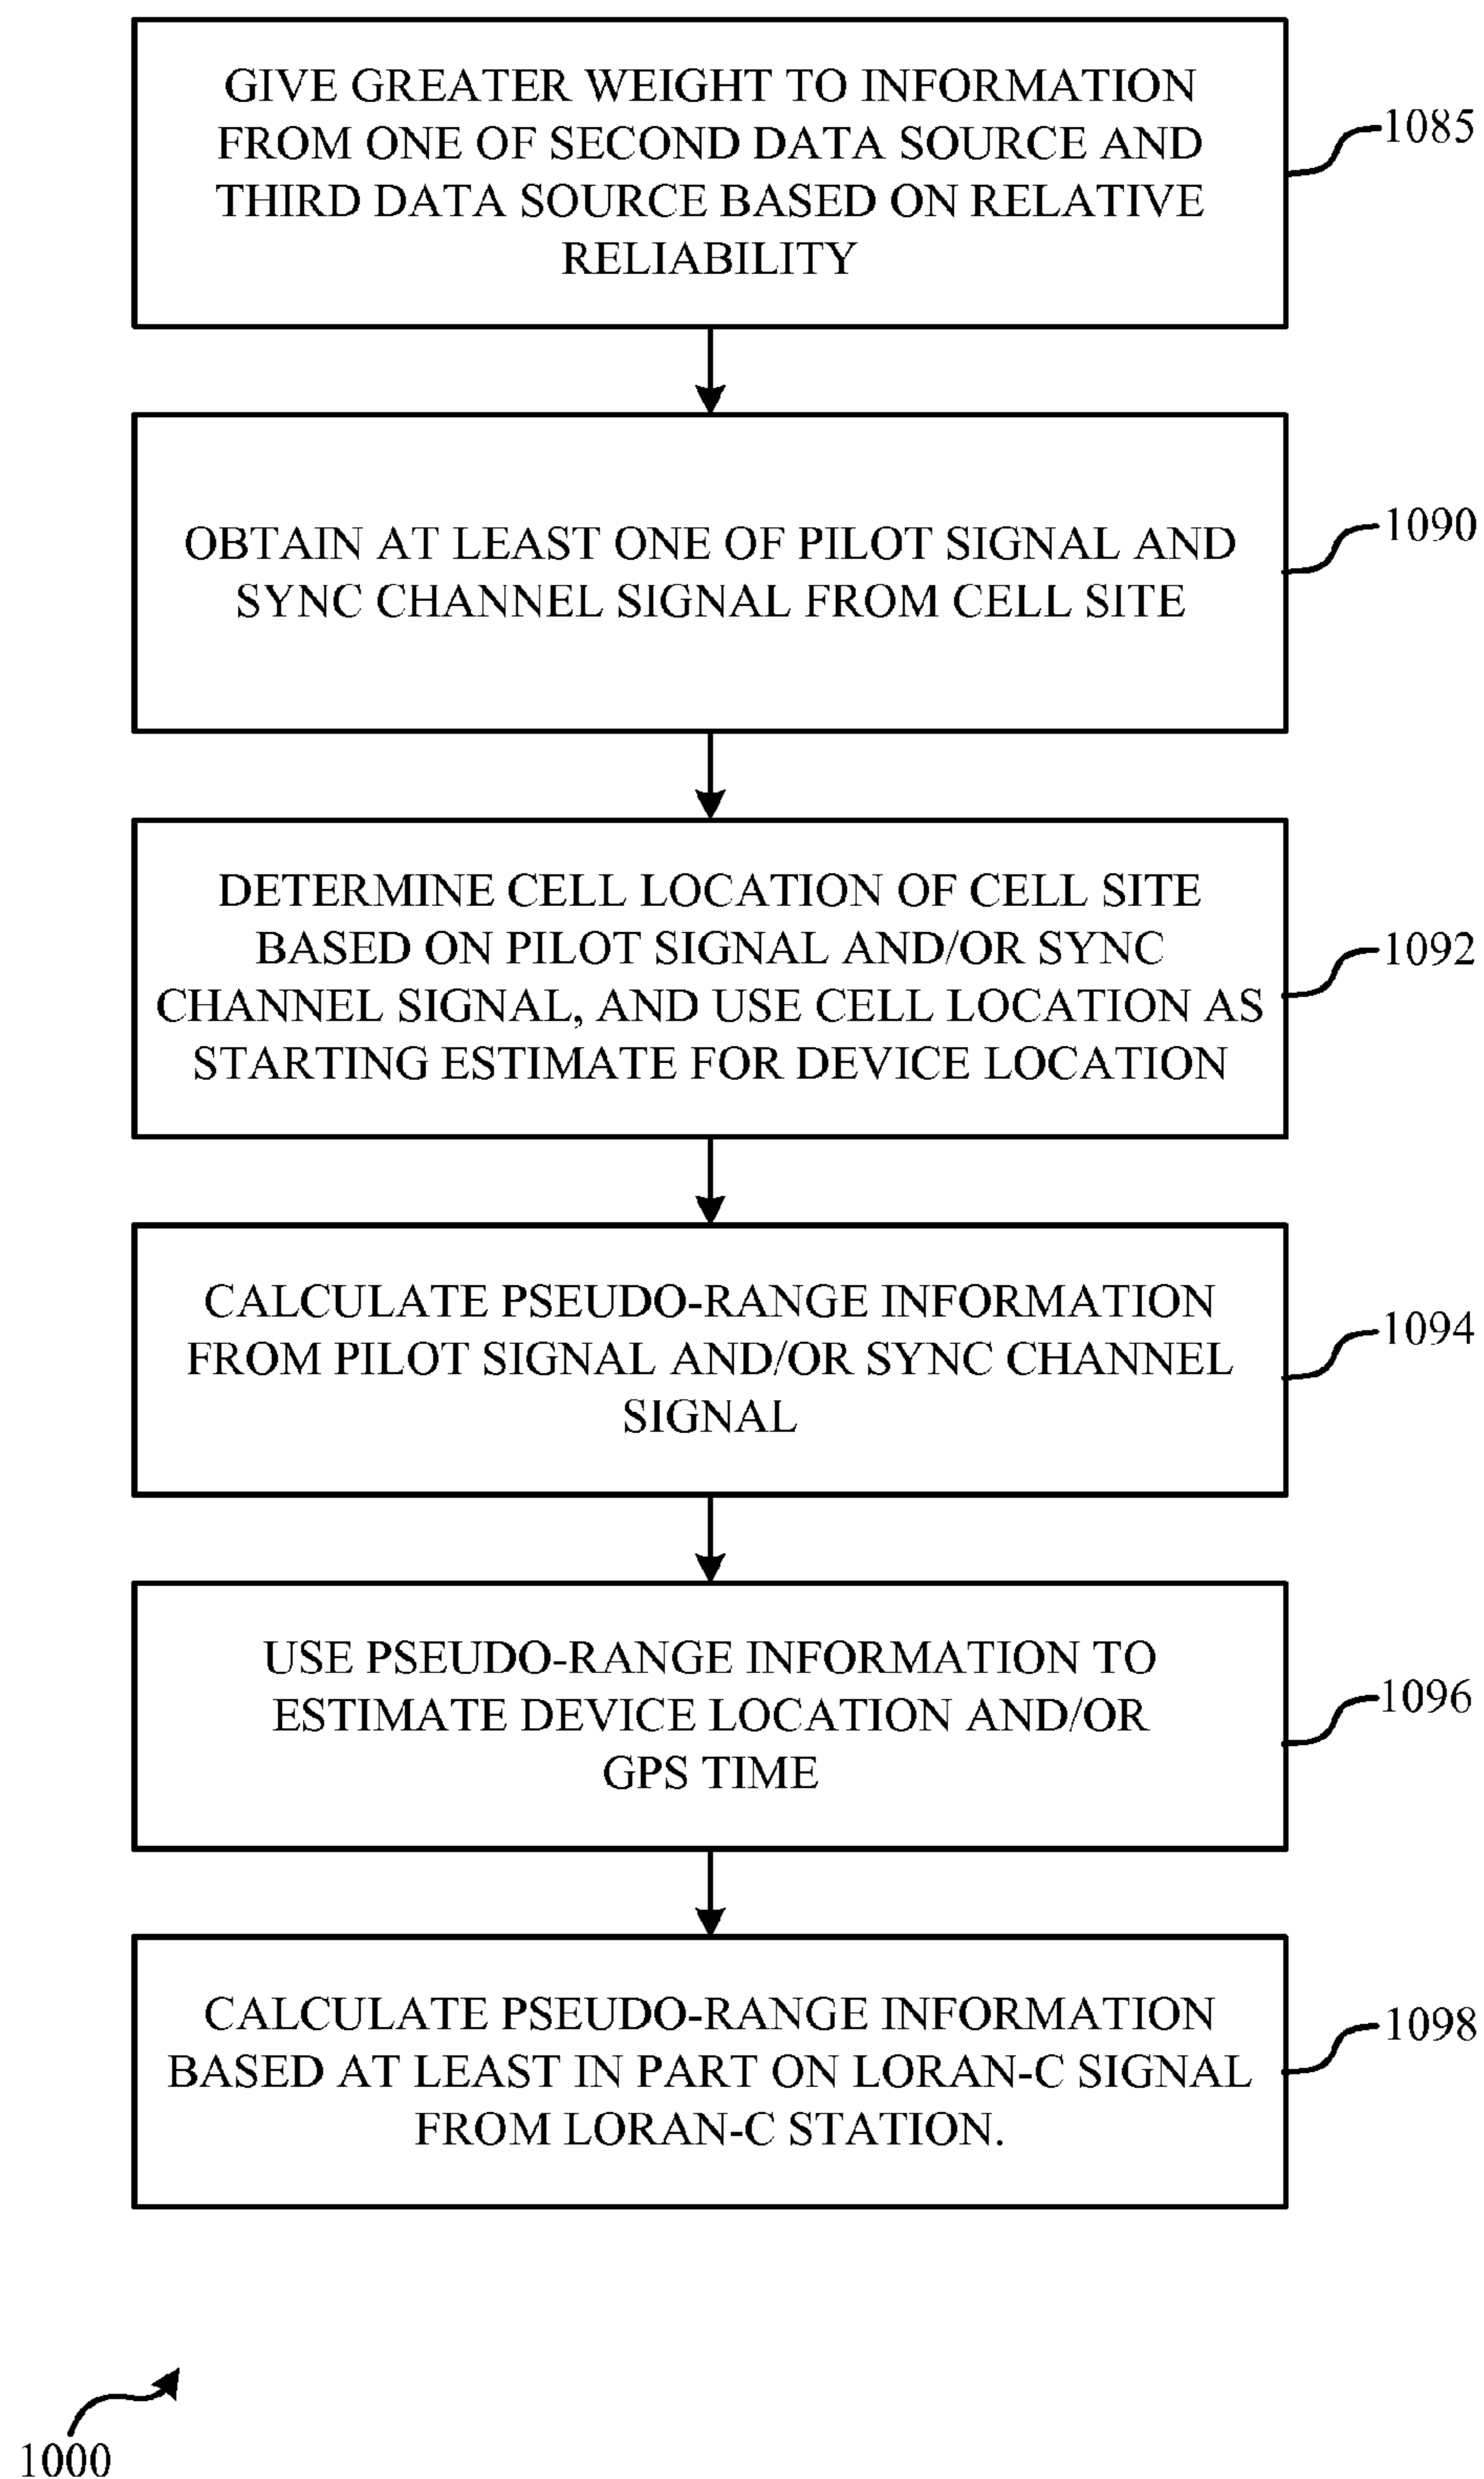 GIVE GREATER WEIGHT TO INFORMATION
FROM ONE OF SECOND DATA SOURCE AND
THIRD DATA SOURCE BASED ON RELATIVE
RELIABILITY
1085
OBTAIN AT LEAST ONE OF PILOT SIGNAL AND
SYNC CHANNEL SIGNAL FROM CELL SITE
1090
DETERMINE CELL LOCATION OF CELL SITE
BASED ON PILOT SIGNAL AND/OR SYNC
CHANNEL SIGNAL, AND USE CELL LOCATION AS
STARTING ESTIMATE FOR DEVICE LOCATION
1092
CALCULATE PSEUDO-RANGE INFORMATION
FROM PILOT SIGNAL AND/OR SYNC CHANNEL
SIGNAL
1094
USE PSEUDO-RANGE INFORMATION TO
ESTIMATE DEVICE LOCATION AND/OR
GPS TIME
1096
CALCULATE PSEUDO-RANGE INFORMATION
BASED AT LEAST IN PART ON LORAN-C SIGNAL
FROM LORAN-C STATION.
1098
1000